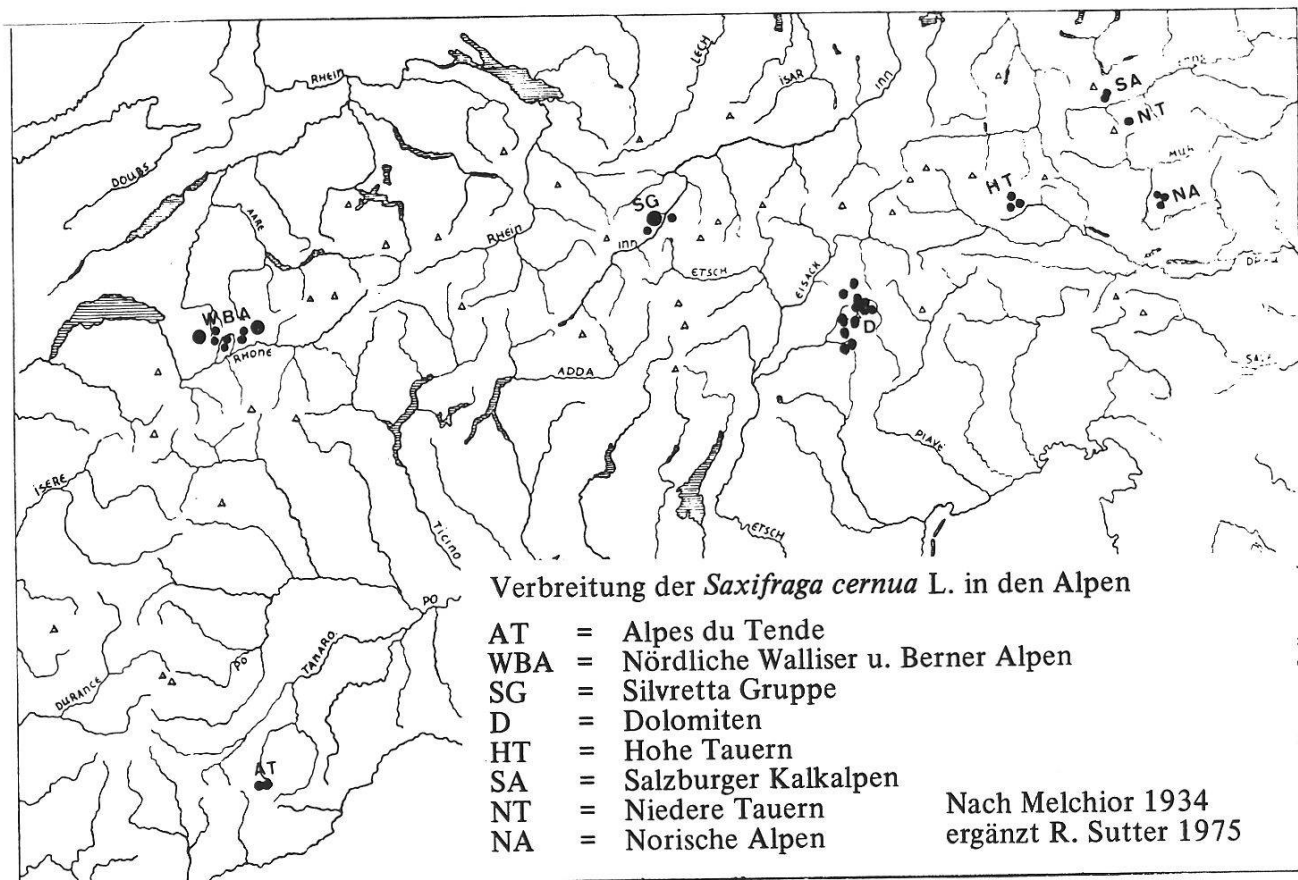 RHEIN
LECH
ISAR
INN
SA
NT
DOUBS
MUR
AARE
SG
HT
NA
RHEIN
INN
ETSCH
EISACK
WBA
D
RHONE
ADDA
ISERE
PIAVE
TICINO
ETSCH
PO
TANARO
PO
DURANCE
AT
Verbreitung der Saxifraga cernua L. in den Alpen
AT = Alpes du Tende
WBA = Nördliche Walliser u. Berner Alpen
SG = Silvretta Gruppe
D = Dolomiten
HT = Hohe Tauern
SA = Salzburger Kalkalpen
NT = Niedere Tauern
NA = Norische Alpen
Nach Melchior 1934
ergänzt R. Sutter 1975